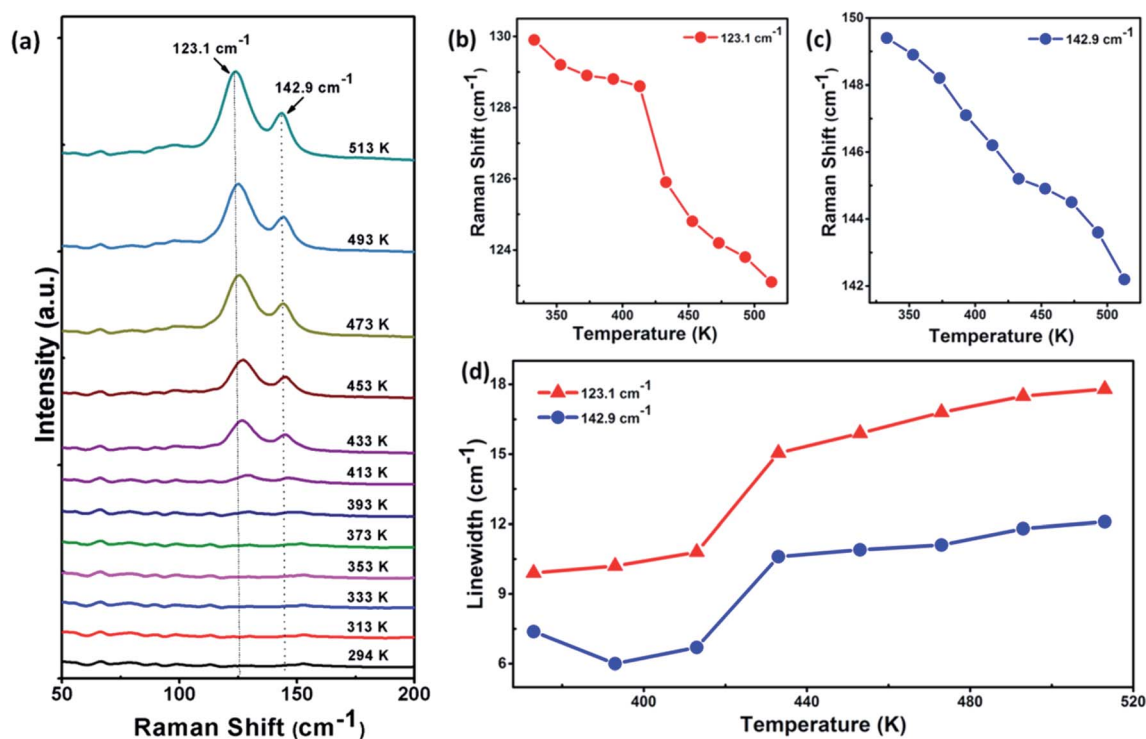 (a)
123.1 cm⁻¹
142.9 cm⁻¹
513 K
493 K
473 K
453 K
433 K
413 K
393 K
373 K
353 K
333 K
313 K
294 K
50 100 150 200
Raman Shift (cm⁻¹)
Intensity (a.u.)
(b)
123.1 cm⁻¹
130
128
126
124
350 400 450 500
Temperature (K)
Raman Shift (cm⁻¹)
(c)
142.9 cm⁻¹
150
148
146
144
142
350 400 450 500
Temperature (K)
Raman Shift (cm⁻¹)
(d)
123.1 cm⁻¹
142.9 cm⁻¹
18
15
12
9
6
400 440 480 520
Temperature (K)
Linewidth (cm⁻¹)